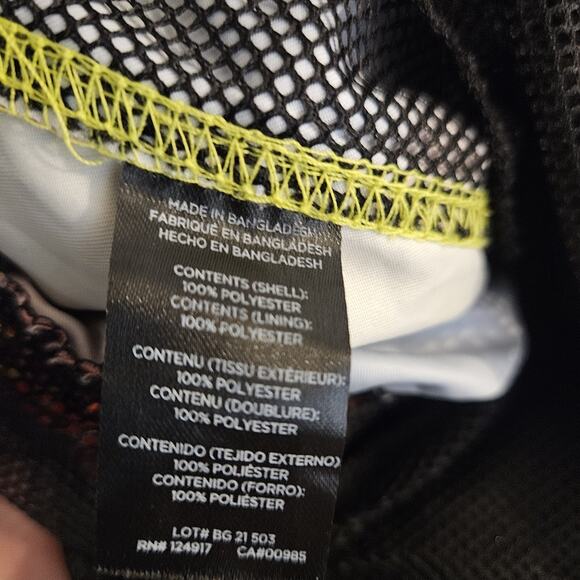 MADE IN BANGLADESH
FABRIQUÉ EN BANGLADESH
HECHO EN BANGLADESH
CONTENTS (SHELL):
100% POLYESTER
CONTENTS (LINING):
100% POLYESTER
CONTENU (TISSU EXTÉRIEUR):
100% POLYESTER
CONTENU (DOUBLURE):
100% POLYESTER
CONTENIDO (TEJIDO EXTERNO)
100% POLIÉSTER
CONTENIDO (FORRO):
100% POLIÉSTER
LOT# BG 21 503
RN# 124917 CA#00985